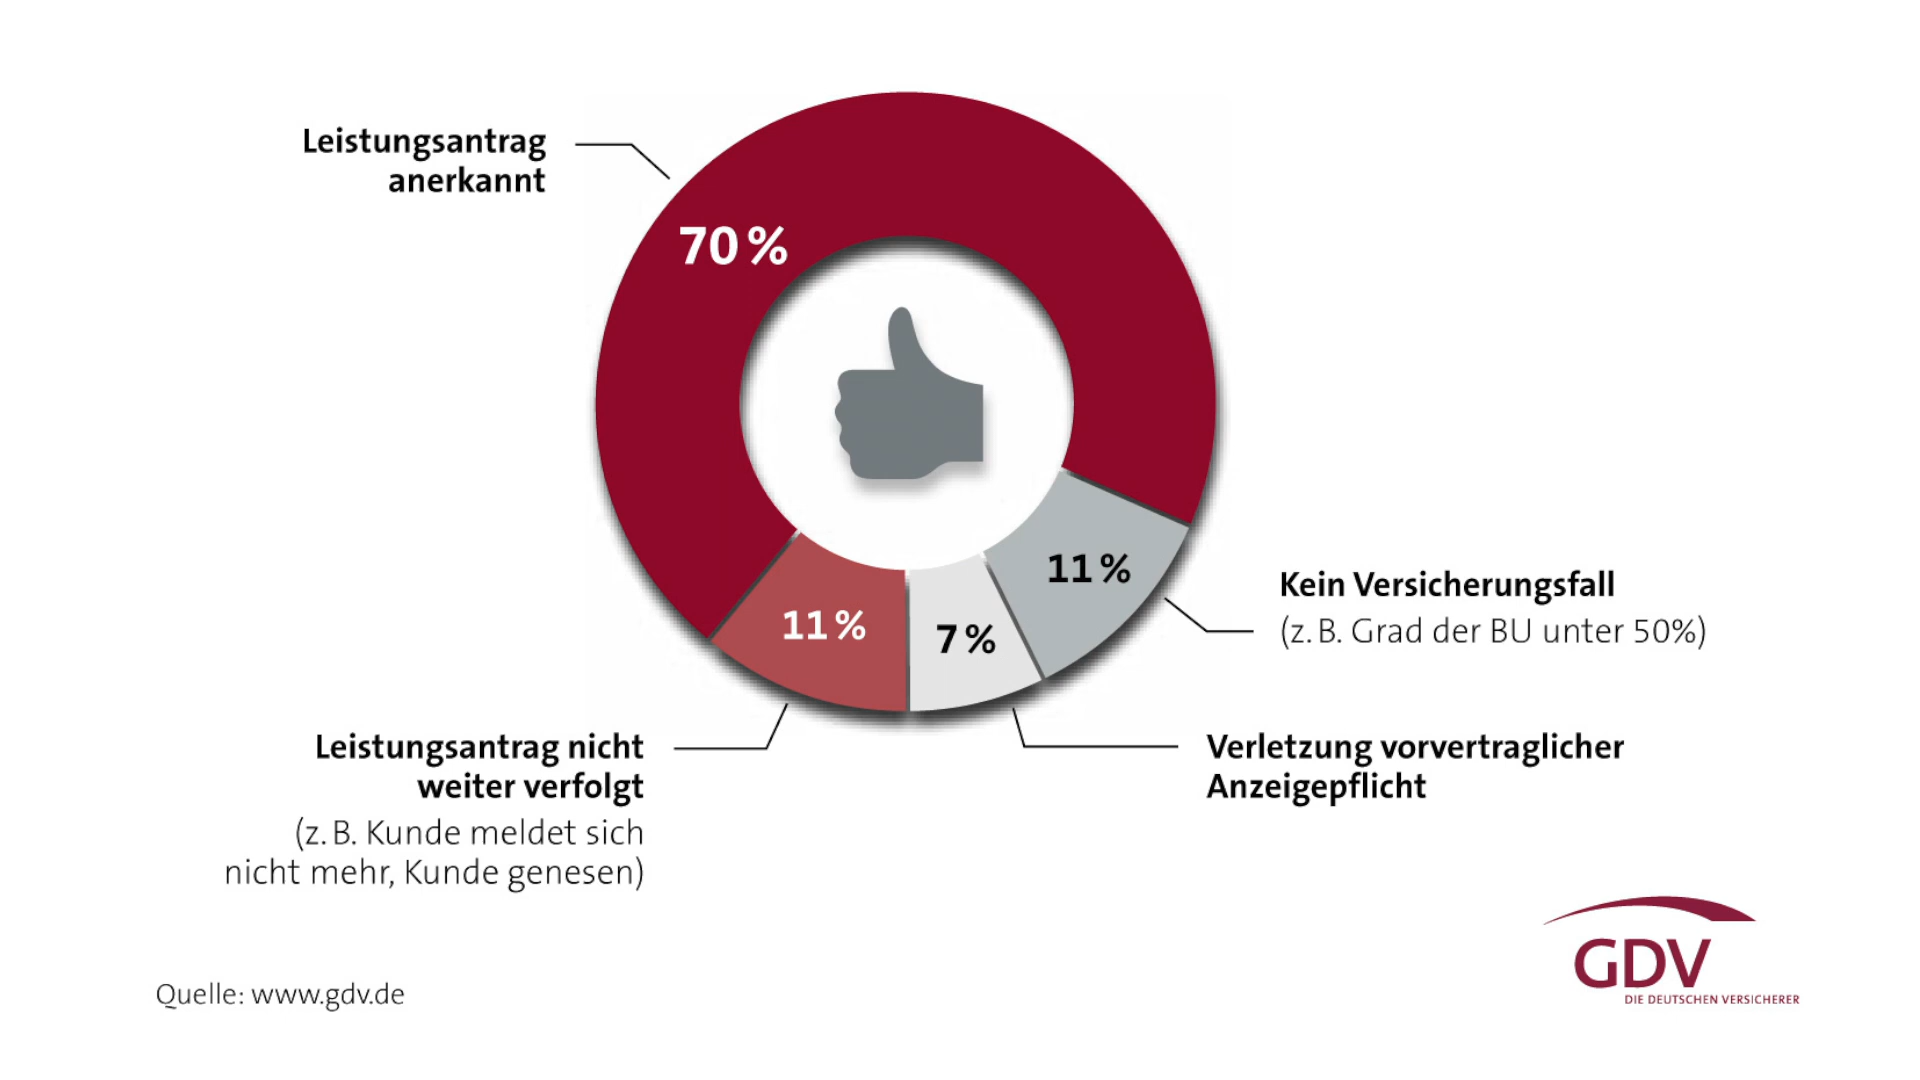 Leistungsantrag
anerkannt
70 %
11 %
Kein Versicherungsfall
(z. B. Grad der BU unter 50%)
11 %
7 %
Leistungsantrag nicht
weiter verfolgt
(z. B. Kunde meldet sich
nicht mehr, Kunde genesen)
Verletzung vorvertraglicher
Anzeigepflicht
Quelle: www.gdv.de
GDV
DIE DEUTSCHEN VERSICHERER